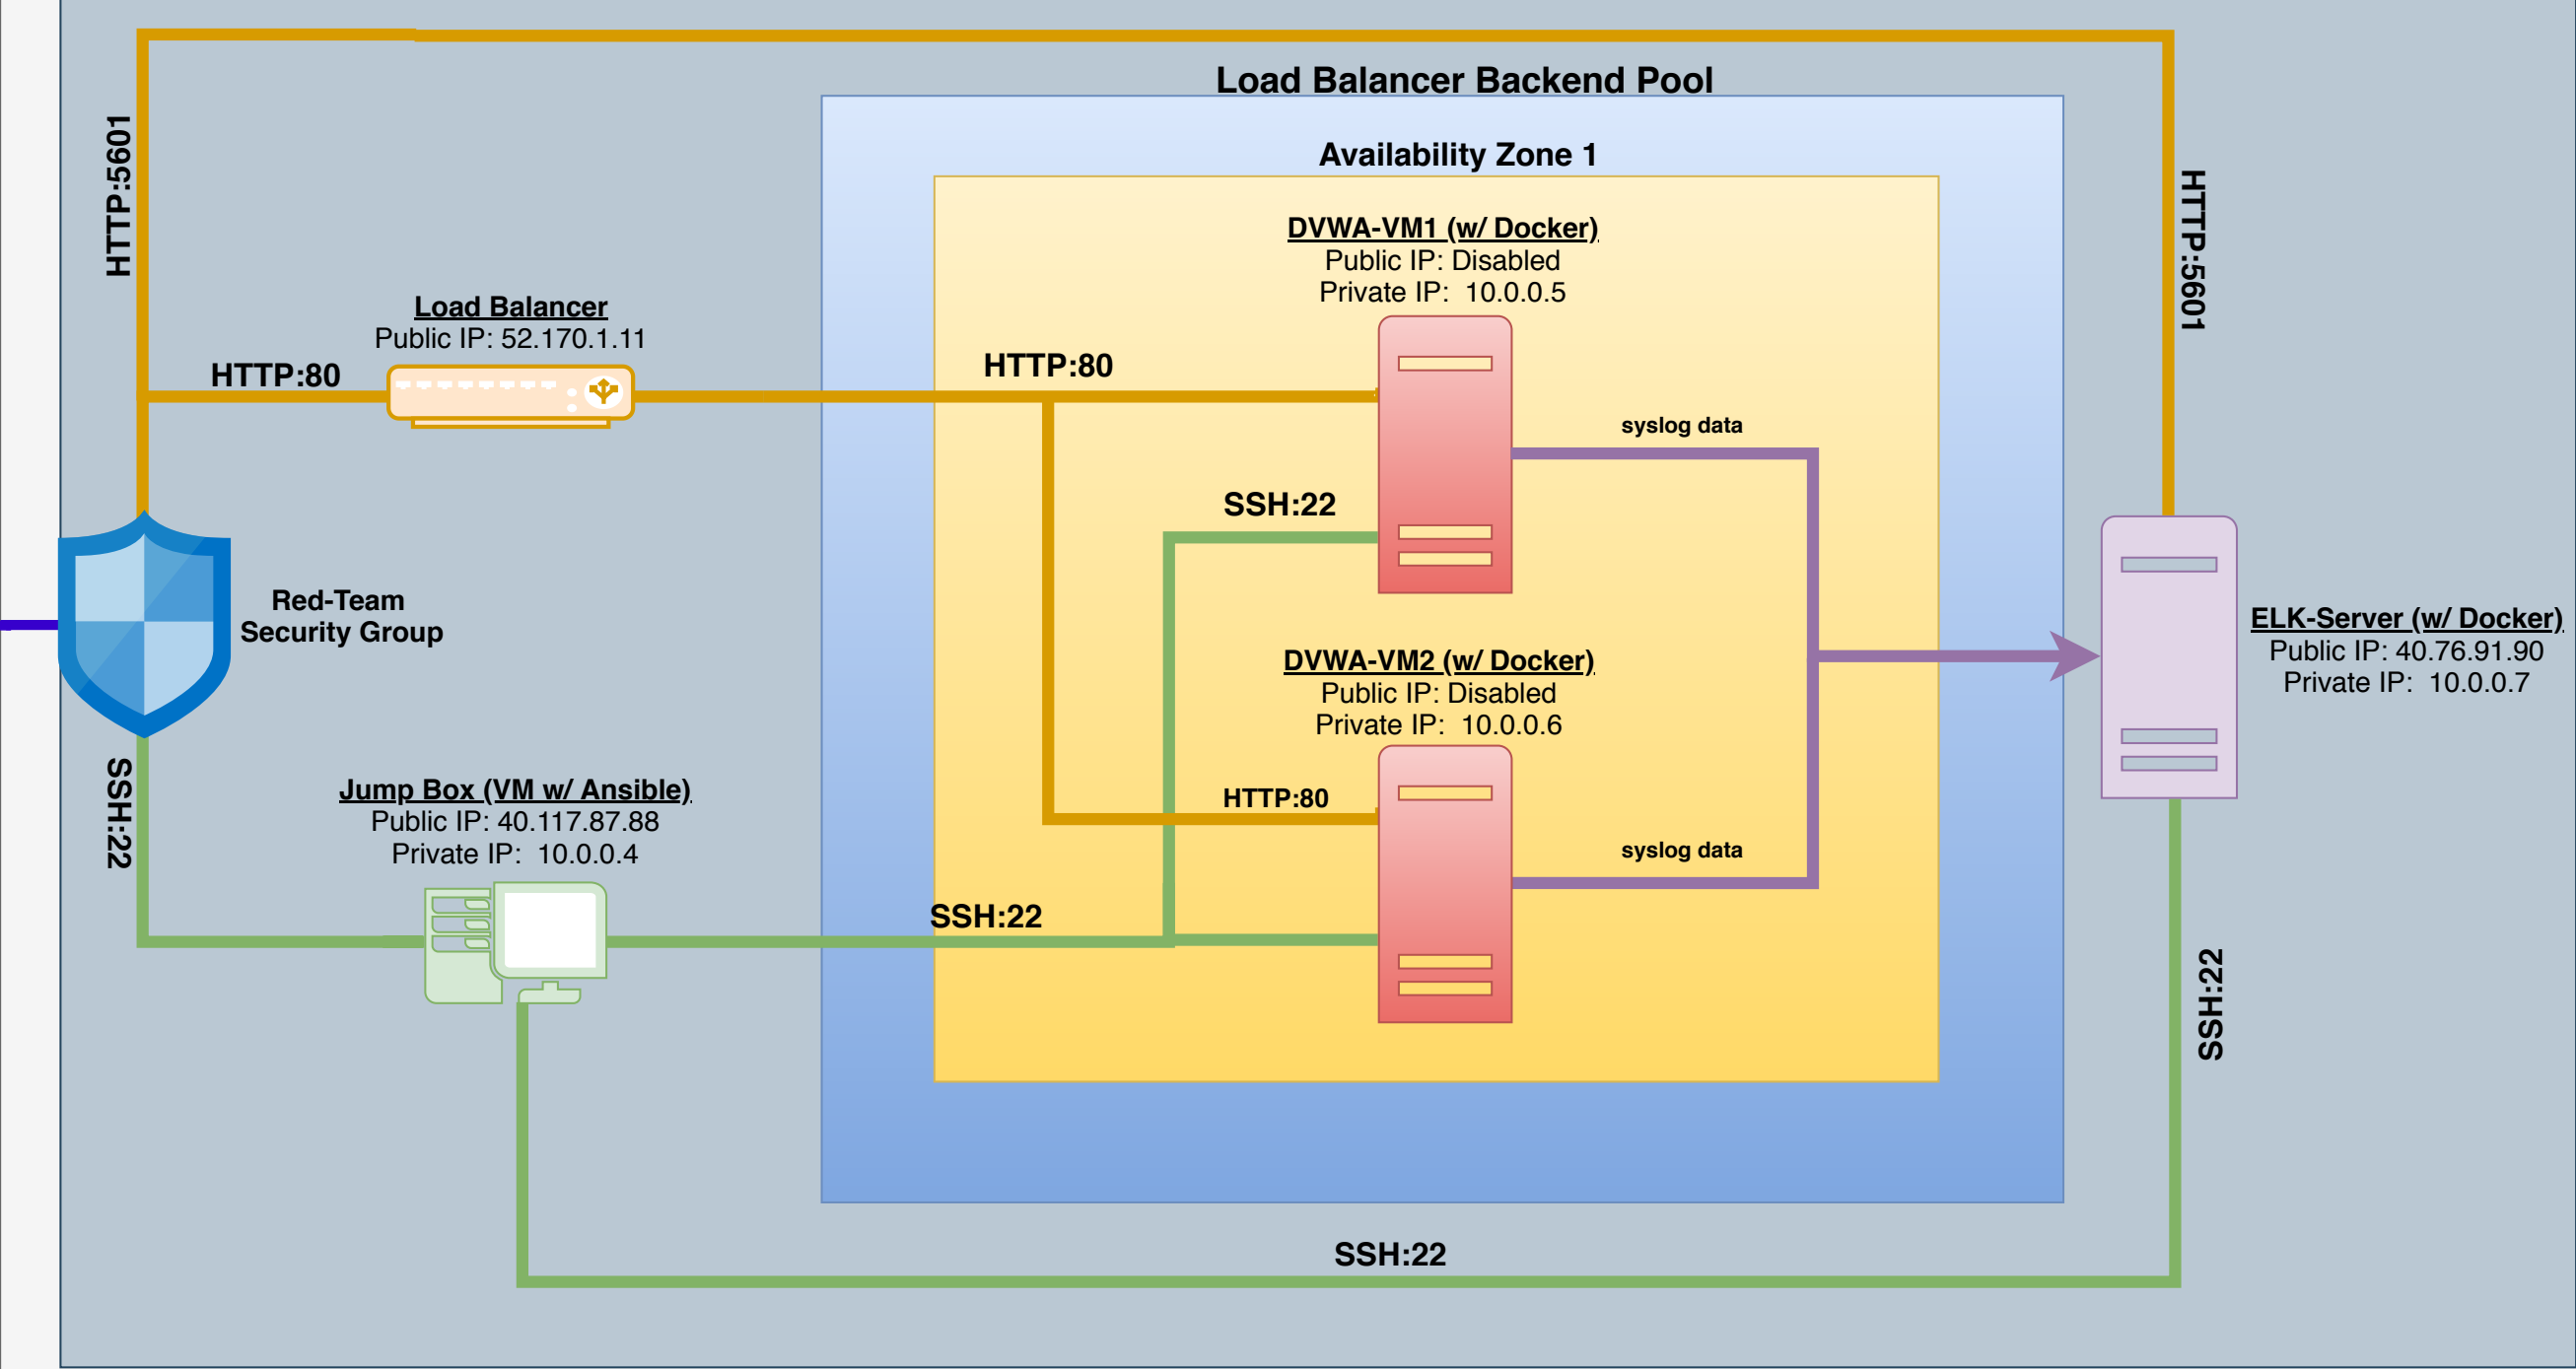 Load Balancer Backend Pool
Availability Zone 1
HTTP:5601
HTTP:5601
DVWA-VM1 (w/ Docker)
Public IP: Disabled
Private IP:  10.0.0.5
Load Balancer
Public IP: 52.170.1.11
HTTP:80
HTTP:80
syslog data
SSH:22
Red-Team
Security Group
DVWA-VM2 (w/ Docker)
Public IP: Disabled
Private IP:  10.0.0.6
ELK-Server (w/ Docker)
Public IP: 40.76.91.90
Private IP:  10.0.0.7
SSH:22
Jump Box (VM w/ Ansible)
Public IP: 40.117.87.88
Private IP:  10.0.0.4
HTTP:80
syslog data
SSH:22
SSH:22
SSH:22